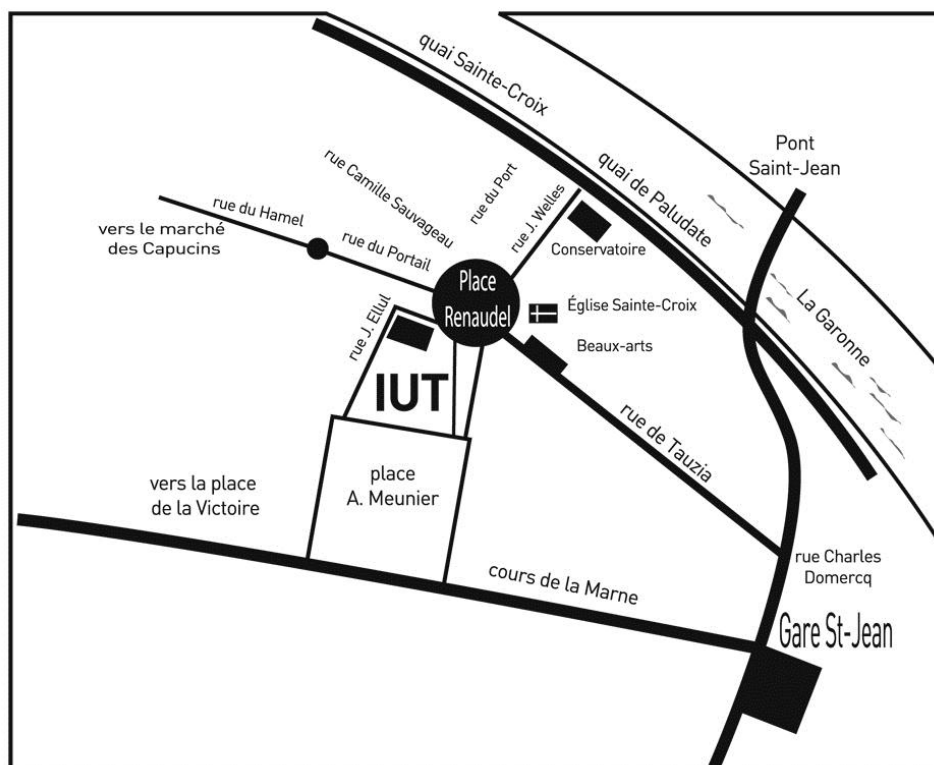 quai Sainte-Croix
quai de Paludate
Pont
Saint-Jean
rue Camille Sauvageau
rue du Port
rue J. Welles
Conservatoire
rue du Hamel
vers le marché
des Capucins
rue du Portail
Place
Renaudel
Église Sainte-Croix
Beaux-arts
La Garonne
rue J. Ellul
IUT
rue de Tauzia
place
A. Meunier
vers la place
de la Victoire
cours de la Marne
rue Charles
Domercq
Gare St-Jean